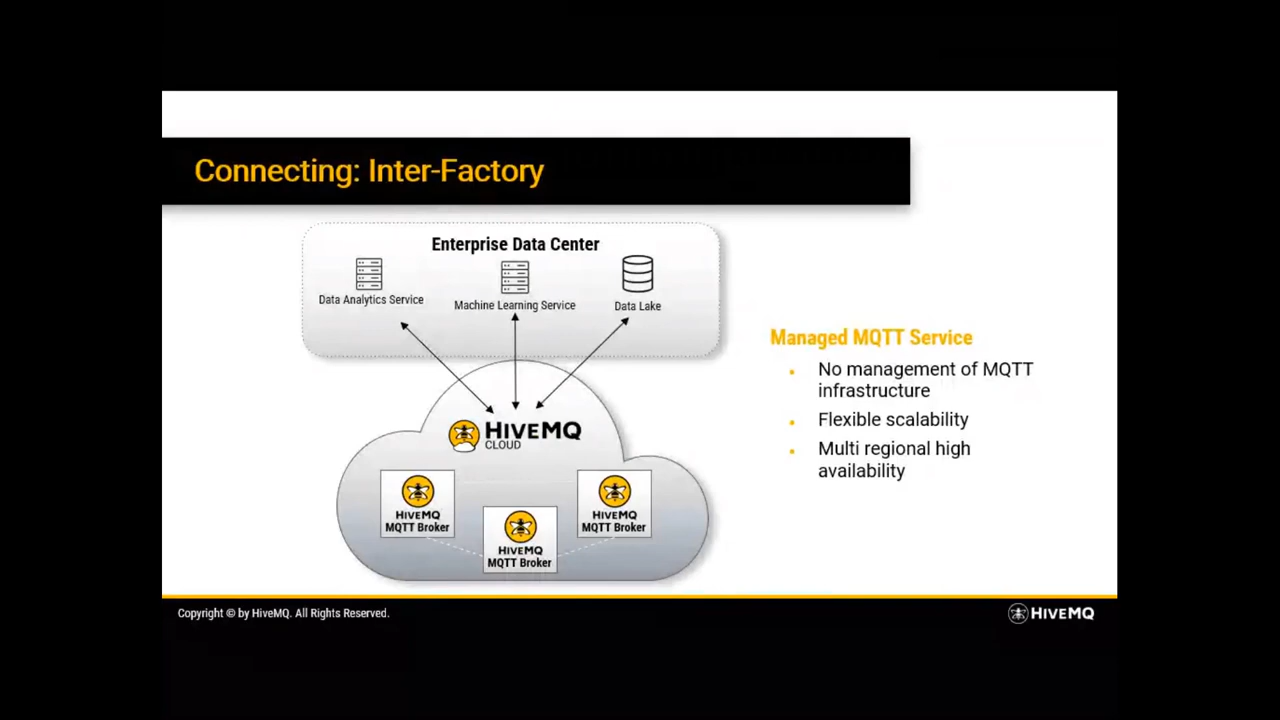 Connecting: Inter-Factory
Enterprise Data Center
Data Analytics Service
Machine Learning Service
Data Lake
HIVEMQ
CLOUD
HIVEMQ
MQTT Broker
HIVEMQ
MQTT Broker
HIVEMQ
MQTT Broker
Managed MQTT Service
No management of MQTT
infrastructure
Flexible scalability
Multi regional high
availability
Copyright © by HiveMQ. All Rights Reserved.
HIVEMQ